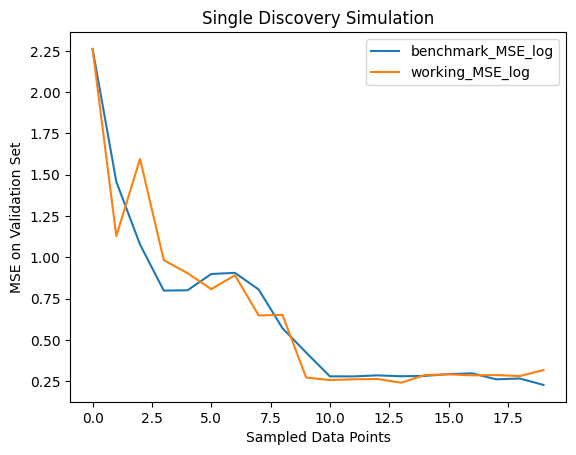 Single Discovery Simulation
benchmark_MSE_log
working_MSE_log
MSE on Validation Set
2.25
2.00
1.75
1.50
1.25
1.00
0.75
0.50
0.25
0.0 2.5 5.0 7.5 10.0 12.5 15.0 17.5
Sampled Data Points